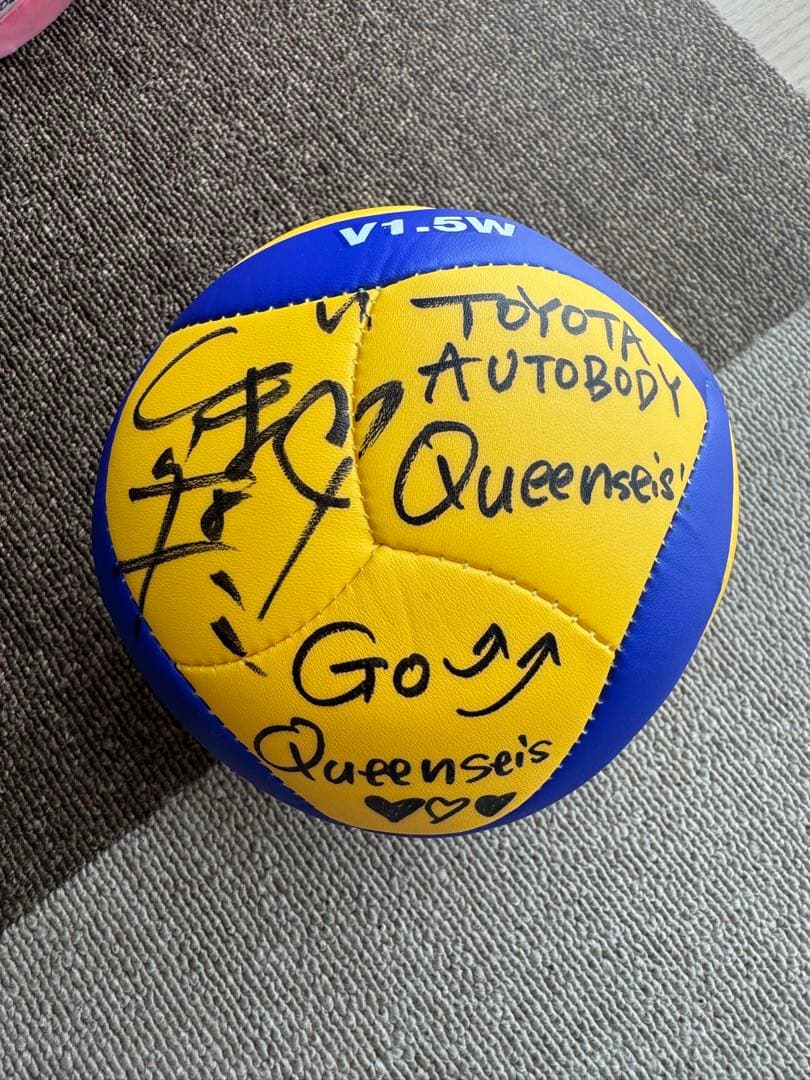 V1.5W
TOYOTA
AUTOBODY
Queenseis
Go
Queenseis